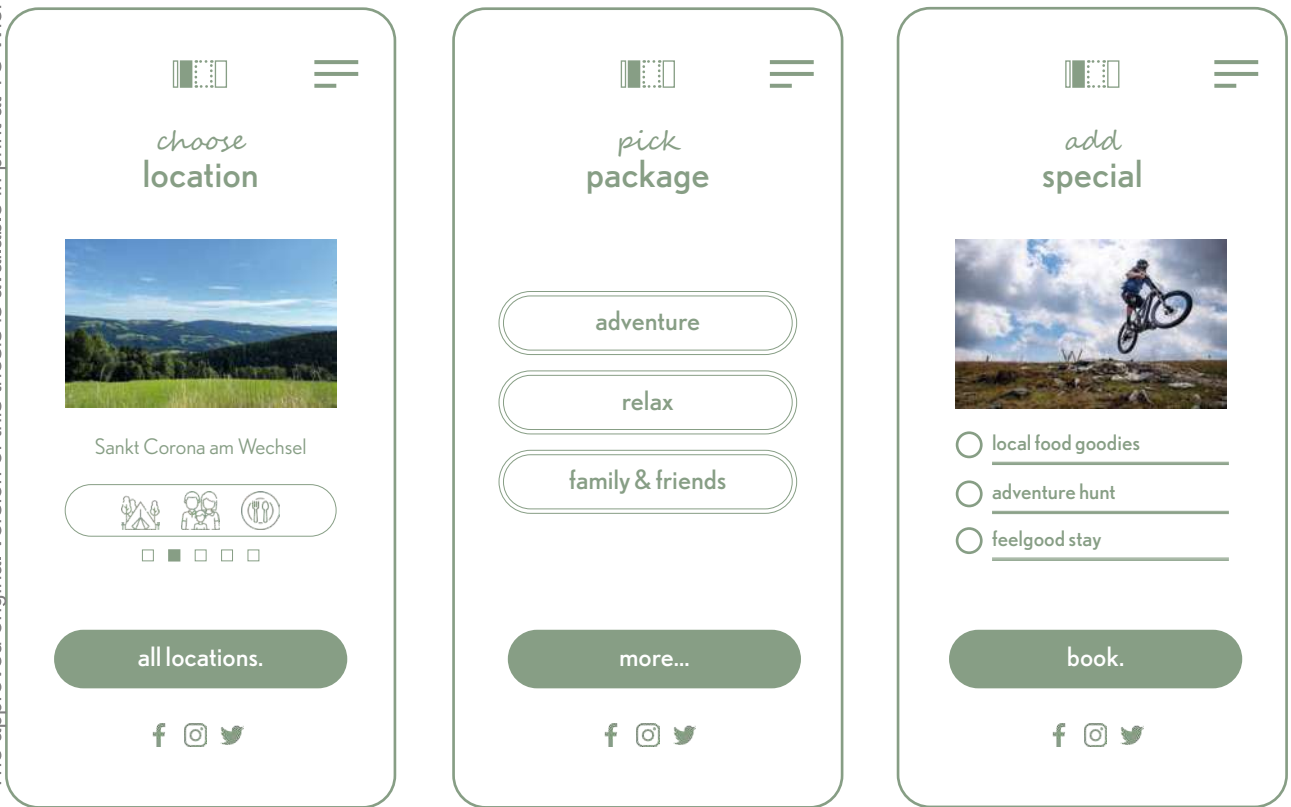 choose
location
Sankt Corona am Wechsel
all locations.
pick
package
adventure
relax
family & friends
more...
add
special
local food goodies
adventure hunt
feelgood stay
book.